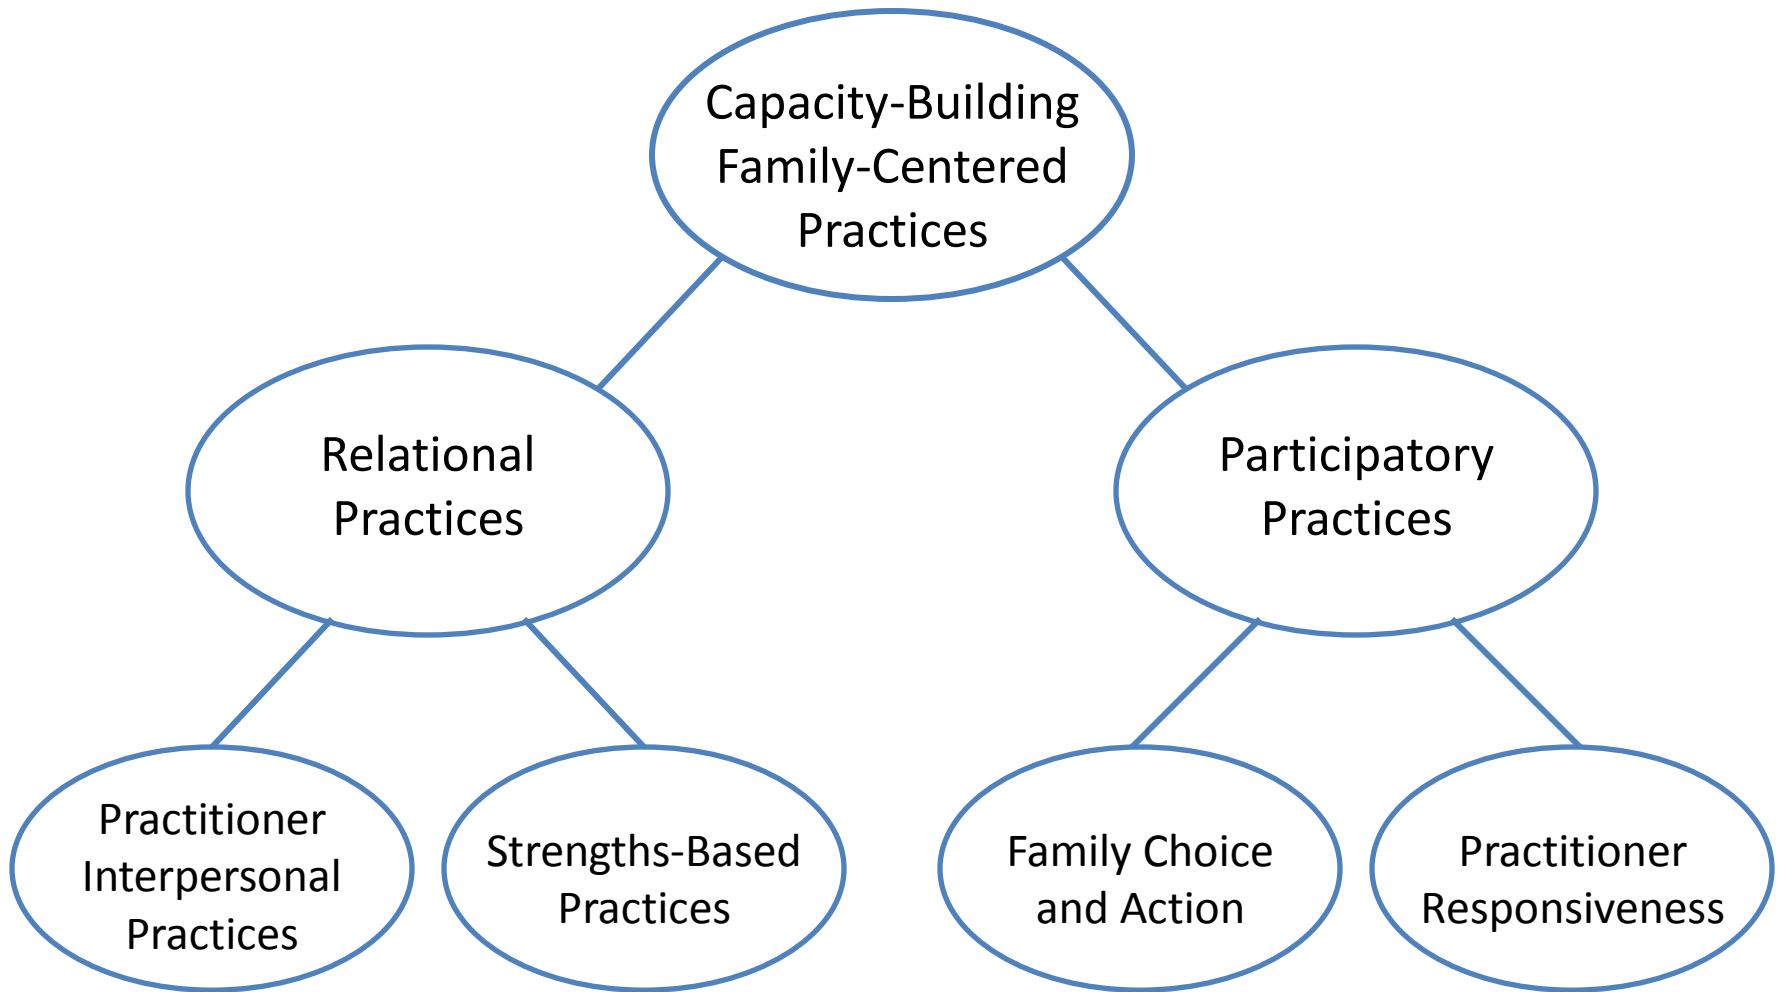 Capacity-Building
Family-Centered
Practices
Relational
Practices
Participatory
Practices
Practitioner
Interpersonal
Practices
Strengths-Based
Practices
Family Choice
and Action
Practitioner
Responsiveness